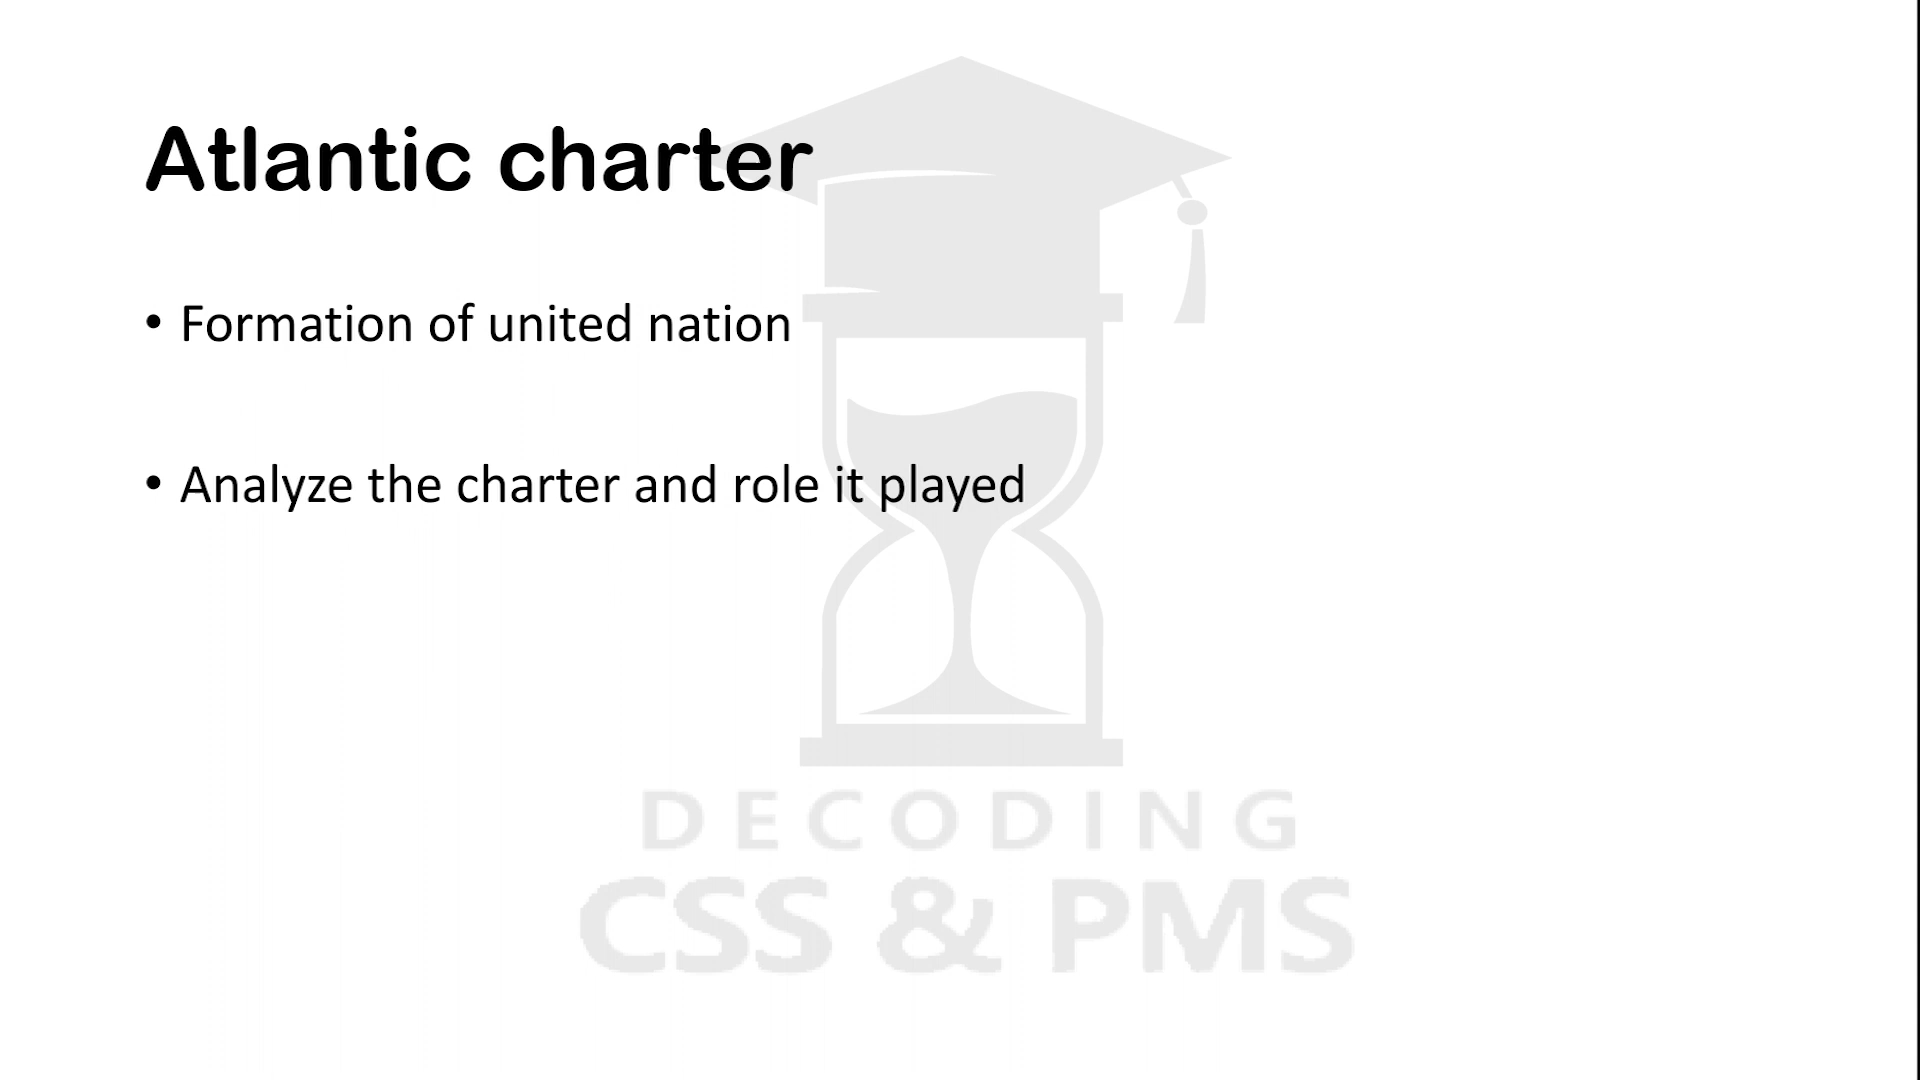 Atlantic charter
• Formation of united nation
• Analyze the charter and role it played
DECODING
CSS & PMS